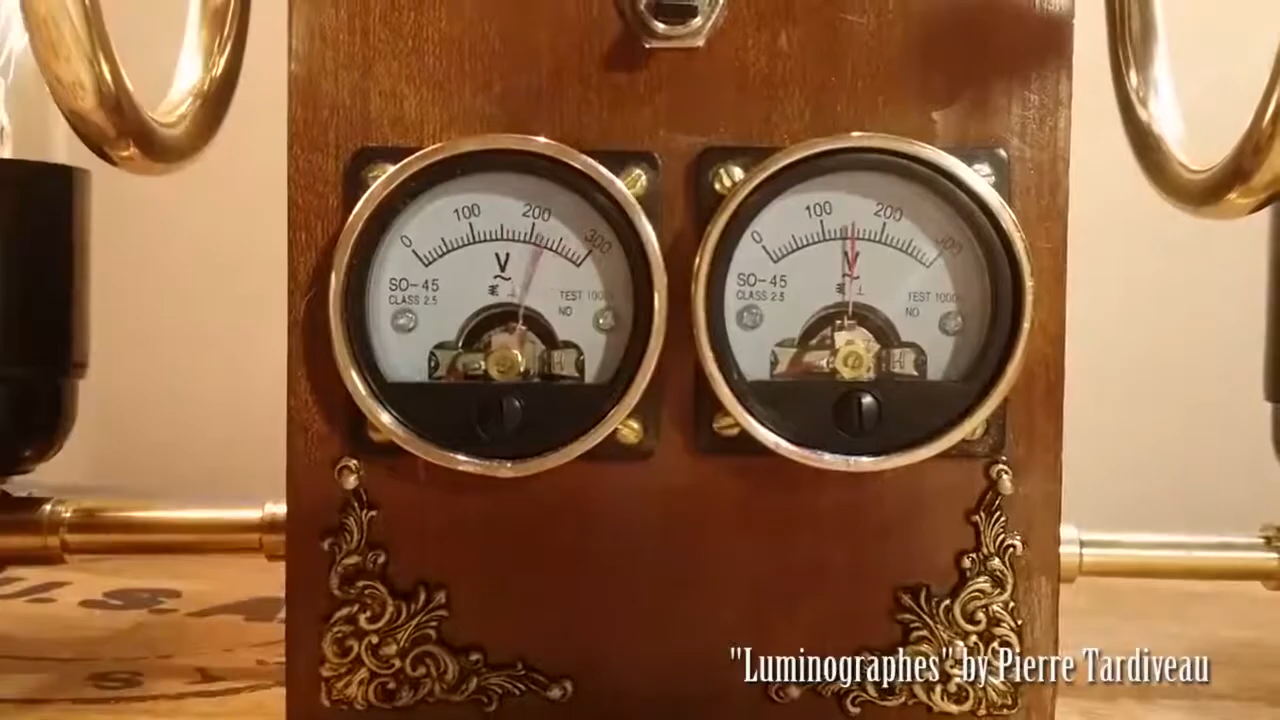 0 100 200 300
V
SO-45
CLASS 2.5
TEST 1000
NO
H
0 100 200
V
SO-45
CLASS 2.5
TEST 1000
NO
H
U.S.A
"Luminographes" by Pierre Tardiveau